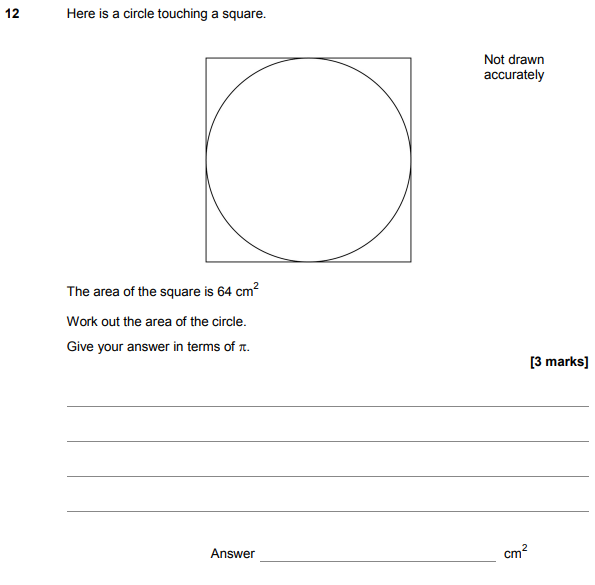 12 Here is a circle touching a square.
Not drawn
accurately
The area of the square is 64 cm²
Work out the area of the circle.
Give your answer in terms of π.
[3 marks]
Answer cm²